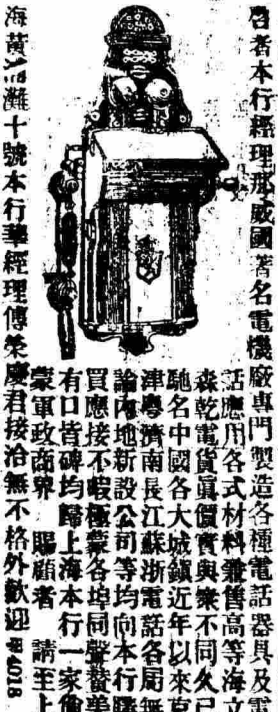 啓者本行經理那威國著名電機廠專門製造各種電話器具及電
話應用各式材料兼售高等海立
森乾電貨眞價實與衆不同久已
馳名中國各大城鎭近年以來京
津粵濟南長江蘇浙電話各局無
論內地新設公司等均向本行購
買應接不暇極蒙各埠同聲賛美
有口皆碑均歸上海本行一家
蒙軍政商界 賜顧者 請至上
海黃浦灘十號本行華經理傅榮慶君接洽無不格外歡迎 4018